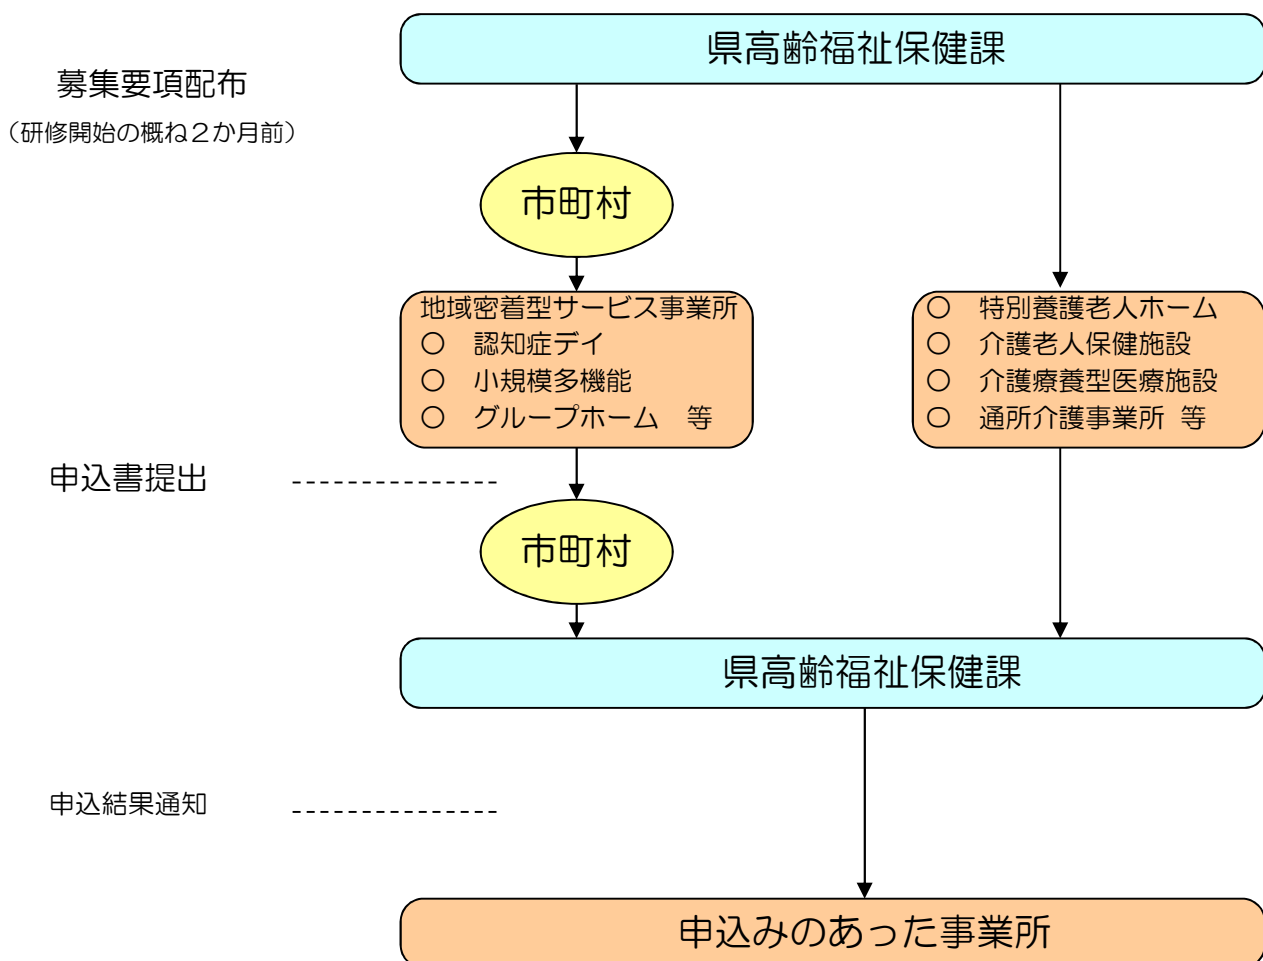 県高齢福祉保健課
募集要項配布
（研修開始の概ね２か月前）
市町村
地域密着型サービス事業所
○　認知症デイ
○　小規模多機能
○　グループホーム　等
○　特別養護老人ホーム
○　介護老人保健施設
○　介護療養型医療施設
○　通所介護事業所 等
申込書提出
市町村
県高齢福祉保健課
申込結果通知
申込みのあった事業所